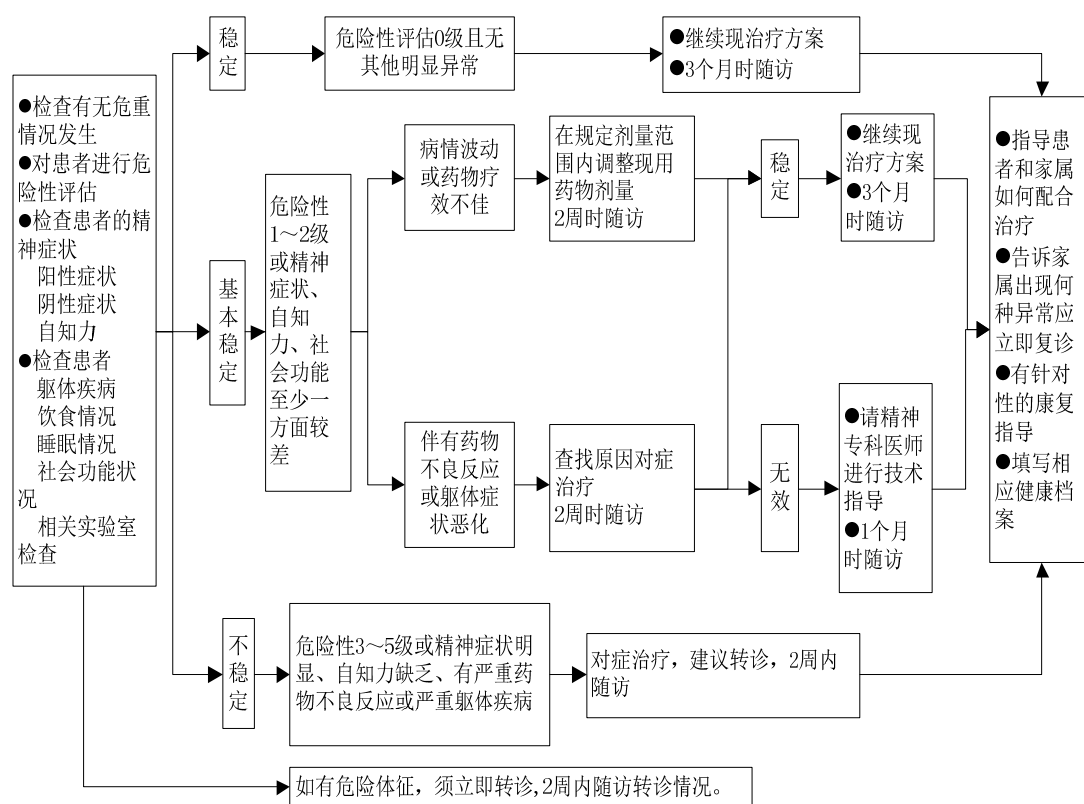 ●检查有无危重
情况发生
●对患者进行危
险性评估
●检查患者的精
神症状
阳性症状
阴性症状
自知力
●检查患者
躯体疾病
饮食情况
睡眠情况
社会功能状
况
相关实验室
检查
稳
定
危险性评估0级且无
其他明显异常
●继续现治疗方案
●3个月时随访
基
本
稳
定
危险性
1～2级
或精神
症状、
自知
力、社
会功能
至少一
方面较
差
病情波动
或药物疗
效不佳
在规定剂量范
围内调整现用
药物剂量
2周时随访
稳
定
●继续现
治疗方案
●3个月
时随访
伴有药物
不良反应
或躯体症
状恶化
查找原因对症
治疗
2周时随访
无
效
●请精神
专科医师
进行技术
指导
●1个月
时随访
不
稳
定
危险性3～5级或精神症状明
显、自知力缺乏、有严重药
物不良反应或严重躯体疾病
对症治疗，建议转诊，2周内
随访
如有危险体征，须立即转诊,2周内随访转诊情况。
●指导患
者和家属
如何配合
治疗
●告诉家
属出现何
种异常应
立即复诊
●有针对
性的康复
指导
●填写相
应健康档
案